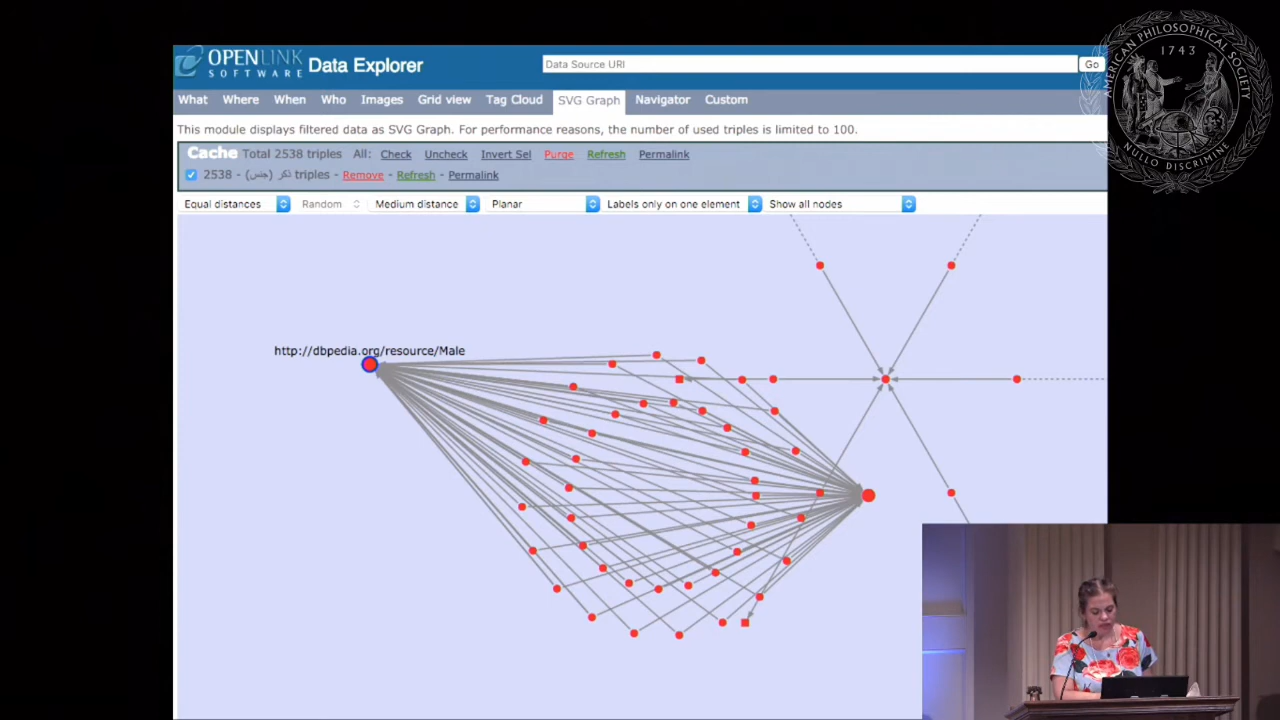 OPENLINK
SOFTWARE
Data Explorer
Data Source URI
Go
What Where When Who Images Grid view Tag Cloud SVG Graph Navigator Custom
This module displays filtered data as SVG Graph. For performance reasons, the number of used triples is limited to 100.
Cache Total 2538 triples All: Check Uncheck Invert Sel Purge Refresh Permalink
2538 - ذكر (جنس) triples - Remove - Refresh - Permalink
Equal distances Random Medium distance Planar Labels only on one element Show all nodes
http://dbpedia.org/resource/Male
AMERICAN PHILOSOPHICAL SOCIETY
1743
NULLO DISCRIMINE